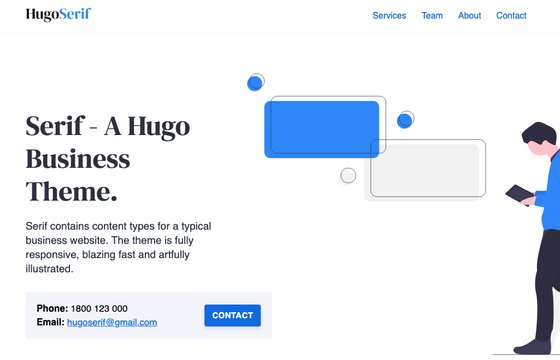 HugoSerif
Services Team About Contact
Serif - A Hugo
Business
Theme.
Serif contains content types for a typical
business website. The theme is fully
responsive, blazing fast and artfully
illustrated.
Phone: 1800 123 000
Email: hugoserif@gmail.com
CONTACT